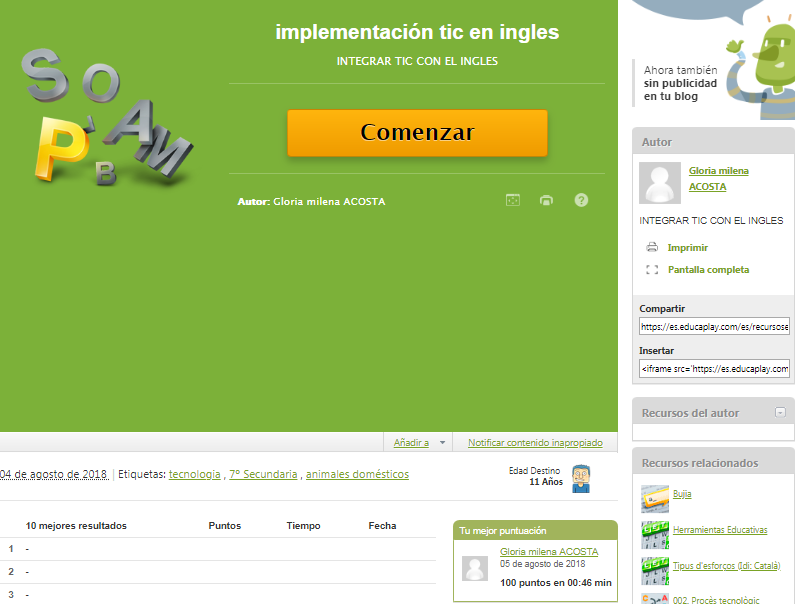 implementación tic en ingles
INTEGRAR TIC CON EL INGLES
S O A M P I B
Comenzar
Autor: Gloria milena ACOSTA
Añadir a
Notificar contenido inapropiado
04 de agosto de 2018 | Etiquetas: tecnología , 7º Secundaria , animales domésticos
Edad Destino
11 Años
10 mejores resultados Puntos Tiempo Fecha
1 -
2 -
3 -
Tu mejor puntuación
Gloria milena ACOSTA
05 de agosto de 2018
100 puntos en 00:46 min
Ahora también
sin publicidad
en tu blog
Autor
Gloria milena
ACOSTA
INTEGRAR TIC CON EL INGLES
Imprimir
Pantalla completa
Compartir
https://es.educaplay.com/es/recursose
Insertar
<iframe src='https://es.educaplay.com
Recursos del autor
Recursos relacionados
Bujia
Herramientas Educativas
Tipus d'esforços (Idi: Català)
002. Procès tecnològic